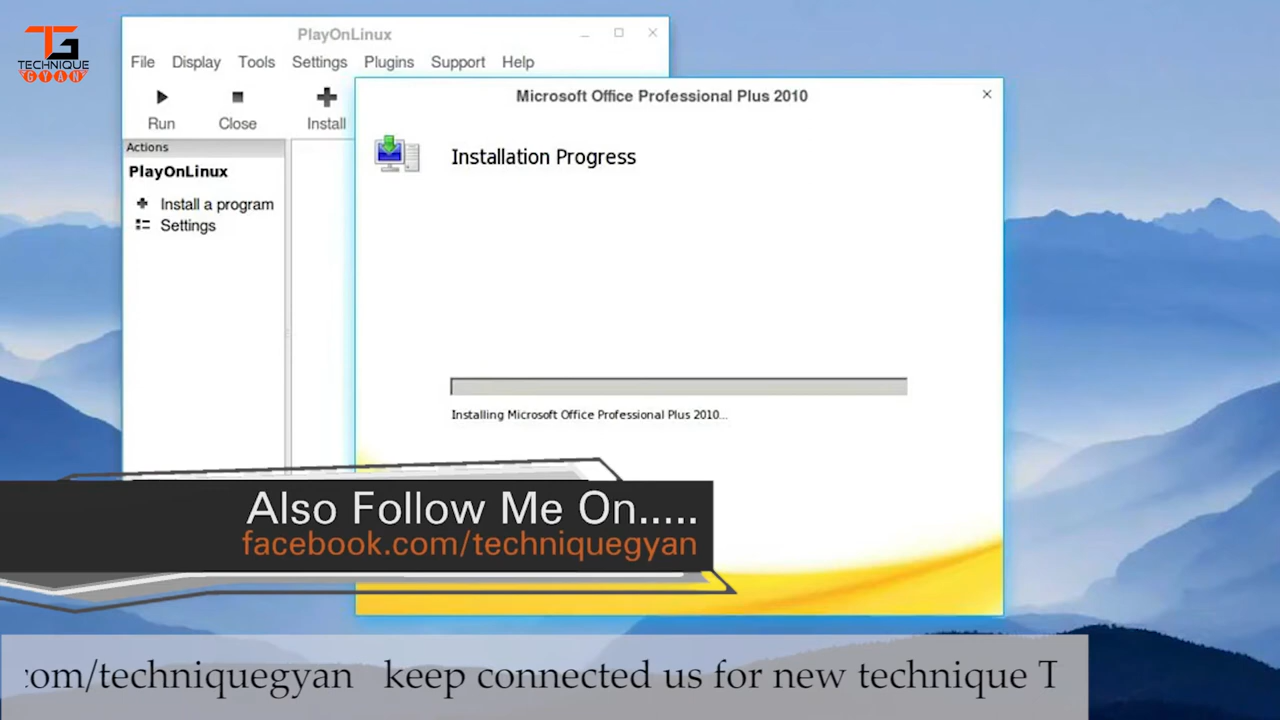 TG
TECHNIQUE
GYAN
PlayOnLinux
File Display Tools Settings Plugins Support Help
Run Close Install
Actions
PlayOnLinux
Install a program
Settings
Microsoft Office Professional Plus 2010
Installation Progress
Installing Microsoft Office Professional Plus 2010...
Also Follow Me On.....
facebook.com/techniquegyan
com/techniquegyan keep connected us for new technique T